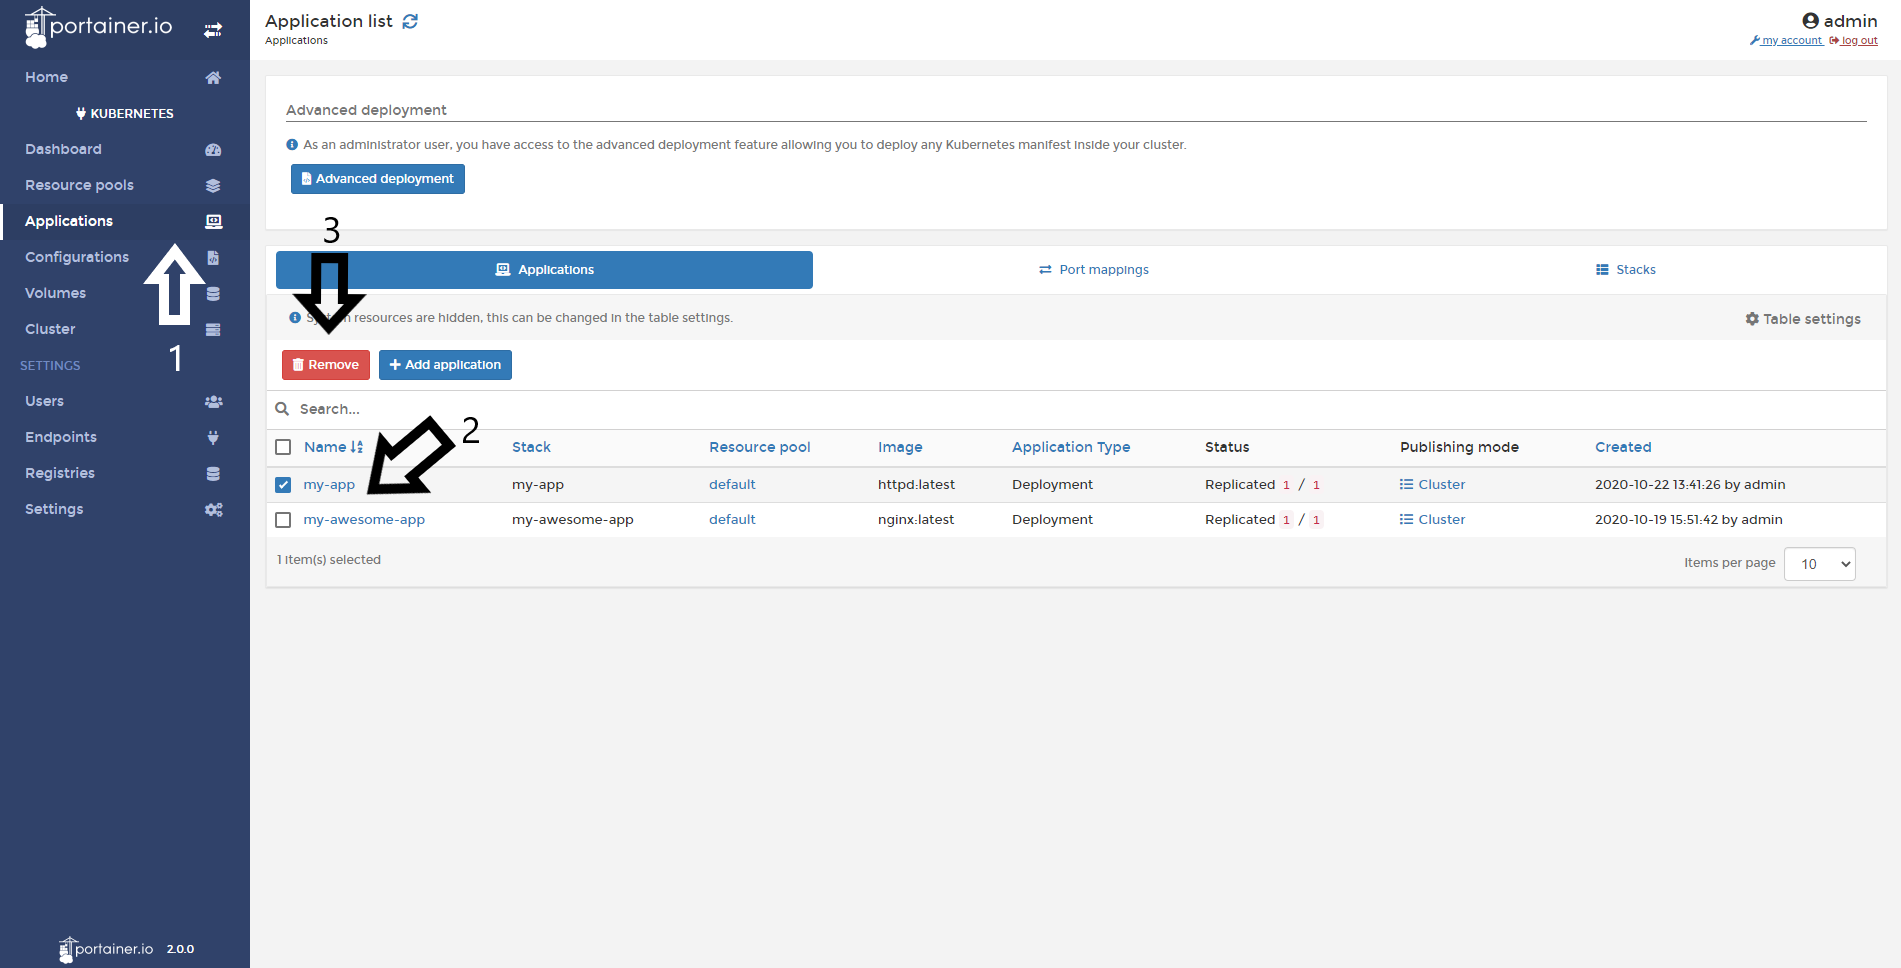 portainer.io
Home
KUBERNETES
Dashboard
Resource pools
Applications
Configurations
Volumes
Cluster
1
SETTINGS
Users
Endpoints
Registries
Settings
portainer.io 2.0.0
Application list
Applications
admin
my account log out
Advanced deployment
As an administrator user, you have access to the advanced deployment feature allowing you to deploy any Kubernetes manifest inside your cluster.
Advanced deployment
3
Applications Port mappings Stacks
resources are hidden, this can be changed in the table settings.
Table settings
Remove Add application
Search...
2
Name Stack Resource pool Image Application Type Status Publishing mode Created
my-app my-app default httpd:latest Deployment Replicated 1 / 1 Cluster 2020-10-22 13:41:26 by admin
my-awesome-app my-awesome-app default nginx:latest Deployment Replicated 1 / 1 Cluster 2020-10-19 15:51:42 by admin
1 item(s) selected
Items per page 10